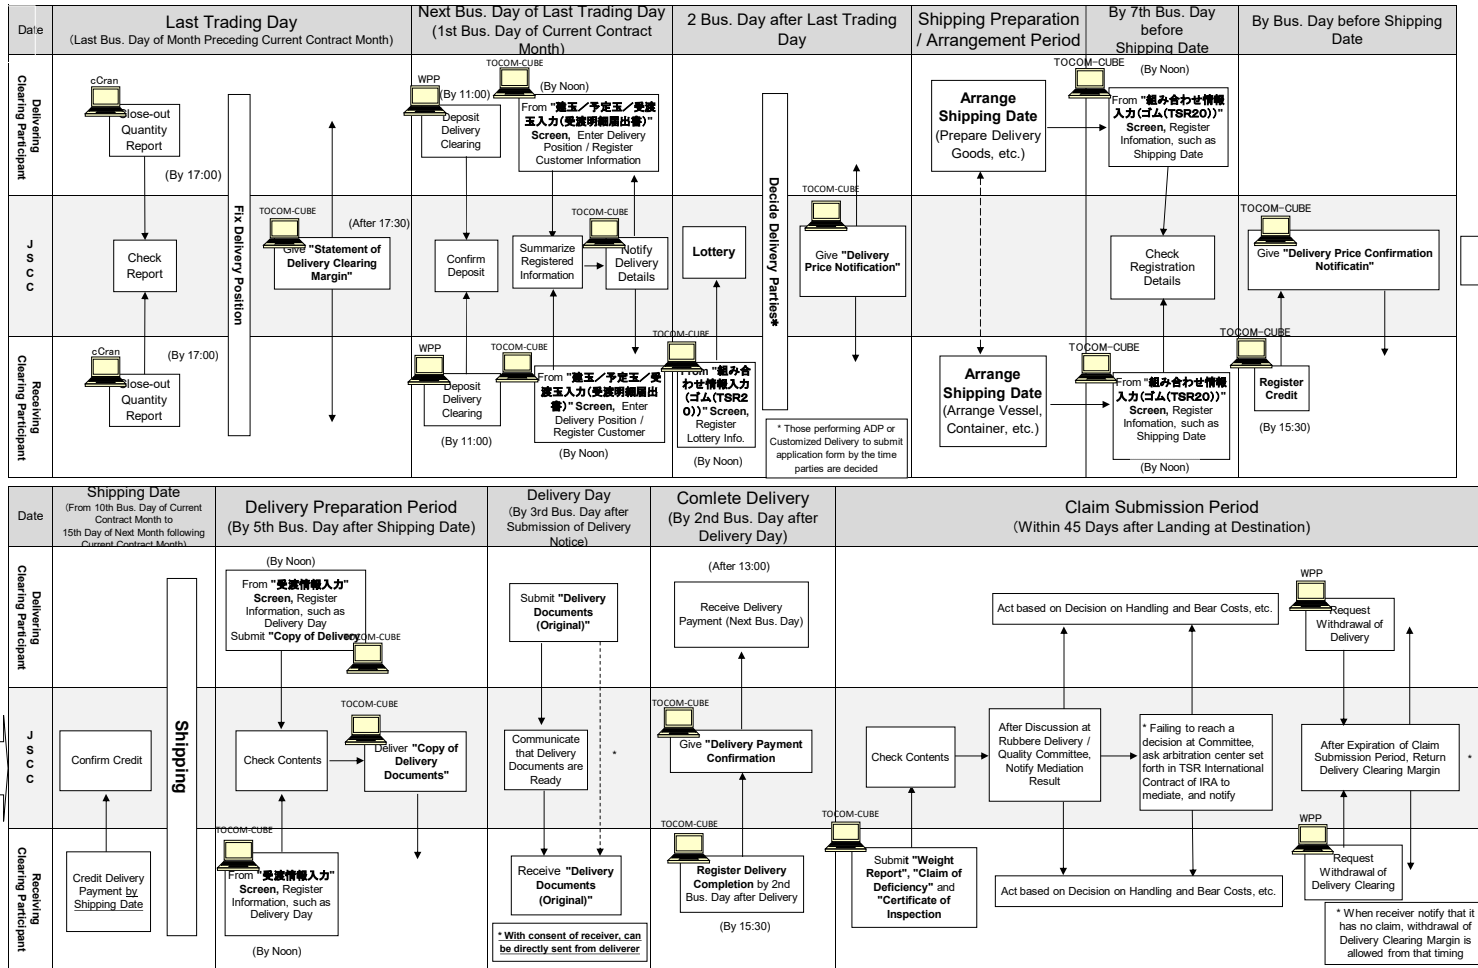 Date
Last Trading Day
(Last Bus. Day of Month Preceding Current Contract Month)
Next Bus. Day of Last Trading Day
(1st Bus. Day of Current Contract
Month)
2 Bus. Day after Last Trading
Day
Shipping Preparation
/ Arrangement Period
By 7th Bus. Day
before
Shipping Date
By Bus. Day before Shipping
Date
Delivering
Clearing Participant
cCran
Close-out
Quantity
Report
(By 17:00)
Fix Delivery Position
WPP
(By 11:00)
Deposit
Delivery
Clearing
TOCOM-CUBE
(By Noon)
From "建玉/予定玉/受渡
玉入力(受渡明細届出書)"
Screen, Enter Delivery
Position / Register
Customer Information
Decide Delivery Parties*
Arrange
Shipping Date
(Prepare Delivery
Goods, etc.)
TOCOM-CUBE
(By Noon)
From "組み合わせ情報
入力(ゴム(TSR20))"
Screen, Register
Infomation, such as
Shipping Date
JSCC
Check
Report
TOCOM-CUBE
(After 17:30)
Give "Statement of
Delivery Clearing
Margin"
Confirm
Deposit
Summarize
Registered
Information
TOCOM-CUBE
Notify
Delivery
Details
Lottery
TOCOM-CUBE
Give "Delivery
Price Notification"
Check
Registration
Details
TOCOM-CUBE
Give "Delivery Price Confirmation
Notificatin"
Receiving
Clearing Participant
cCran
(By 17:00)
Close-out
Quantity
Report
WPP
Deposit
Delivery
Clearing
(By 11:00)
TOCOM-CUBE
From "建玉/予定玉/受
渡玉入力(受渡明細届出
書)" Screen, Enter
Delivery Position /
Register Customer
(By Noon)
TOCOM-CUBE
From "組み合
わせ情報入力
(ゴム(TSR2
0))" Screen,
Register
Lottery Info.
(By Noon)
* Those performing ADP or
Customized Delivery to submit
application form by the time
parties are decided
Arrange
Shipping Date
(Arrange Vessel,
Container, etc.)
TOCOM-CUBE
From "組み合わせ情報
入力(ゴム(TSR20))"
Screen, Register
Infomation, such as
Shipping Date
(By Noon)
TOCOM-CUBE
Register
Credit
(By 15:30)
Date
Shipping Date
(From 10th Bus. Day of Current
Contract Month to
15th Day of Next Month following
Current Contract Month)
Delivery Preparation Period
(By 5th Bus. Day after Shipping Date)
Delivery Day
(By 3rd Bus. Day after
Submission of Delivery
Notice)
Comlete Delivery
(By 2nd Bus. Day after
Delivery Day)
Claim Submission Period
(Within 45 Days after Landing at Destination)
Delivering
Clearing Participant
Shipping
(By Noon)
From "受渡情報入力"
Screen, Register
Information, such as
Delivery Day
Submit "Copy of Delivery
TOCOM-CUBE
Submit "Delivery
Documents
(Original)"
(After 13:00)
Receive Delivery
Payment (Next Bus. Day)
Act based on Decision on Handling and Bear Costs, etc.
WPP
Request
Withdrawal of
Delivery
JSCC
Confirm Credit
Check Contents
TOCOM-CUBE
Deliver "Copy of
Delivery
Documents"
Communicate
that Delivery
Documents are
Ready
*
TOCOM-CUBE
Give "Delivery Payment
Confirmation
Check Contents
After Discussion at
Rubbere Delivery /
Quality Committee,
Notify Mediation
Result
* Failing to reach a
decision at Committee,
ask arbitration center set
forth in TSR International
Contract of IRA to
mediate, and notify
After Expiration of Claim
Submission Period, Return
Delivery Clearing Margin
*
Receiving
Clearing Participant
Credit Delivery
Payment by
Shipping Date
TOCOM-CUBE
From "受渡情報入力"
Screen, Register
Information, such as
Delivery Day
(By Noon)
Receive "Delivery
Documents
(Original)"
* With consent of receiver, can
be directly sent from deliverer
TOCOM-CUBE
Register Delivery
Completion by 2nd
Bus. Day after Delivery
(By 15:30)
TOCOM-CUBE
Submit "Weight
Report", "Claim of
Deficiency" and
"Certificate of
Inspection
Act based on Decision on Handling and Bear Costs, etc.
WPP
Request
Withdrawal of
Delivery Clearing
* When receiver notify that it
has no claim, withdrawal of
Delivery Clearing Margin is
allowed from that timing